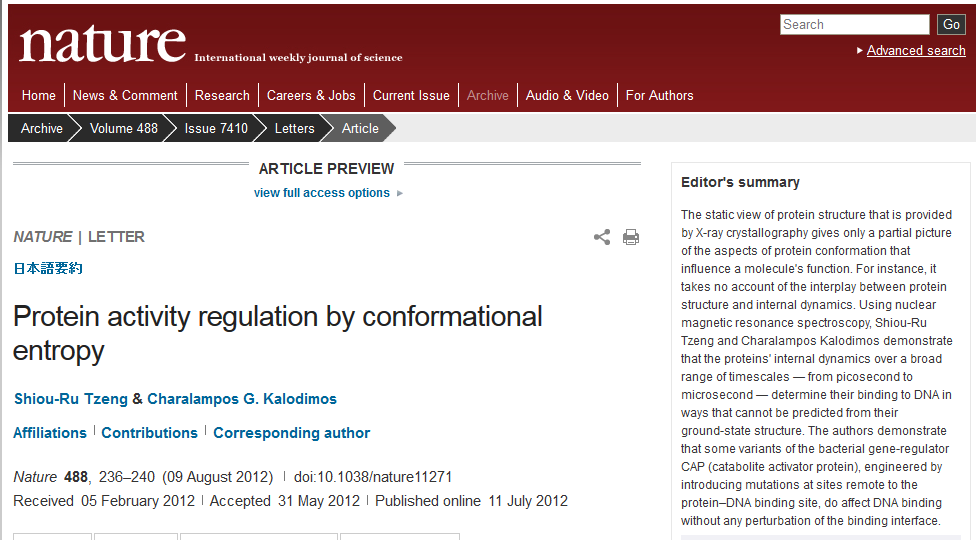 nature International weekly journal of science
Search Go
Advanced search
Home News & Comment Research Careers & Jobs Current Issue Archive Audio & Video For Authors
Archive Volume 488 Issue 7410 Letters Article
ARTICLE PREVIEW
view full access options
NATURE | LETTER
日本語要約
Protein activity regulation by conformational
entropy
Shiou-Ru Tzeng & Charalampos G. Kalodimos
Affiliations | Contributions | Corresponding author
Nature 488, 236–240 (09 August 2012) | doi:10.1038/nature11271
Received 05 February 2012 | Accepted 31 May 2012 | Published online 11 July 2012
Editor's summary
The static view of protein structure that is provided
by X-ray crystallography gives only a partial picture
of the aspects of protein conformation that
influence a molecule's function. For instance, it
takes no account of the interplay between protein
structure and internal dynamics. Using nuclear
magnetic resonance spectroscopy, Shiou-Ru
Tzeng and Charalampos Kalodimos demonstrate
that the proteins' internal dynamics over a broad
range of timescales — from picosecond to
microsecond — determine their binding to DNA in
ways that cannot be predicted from their
ground-state structure. The authors demonstrate
that some variants of the bacterial gene-regulator
CAP (catabolite activator protein), engineered by
introducing mutations at sites remote to the
protein–DNA binding site, do affect DNA binding
without any perturbation of the binding interface.